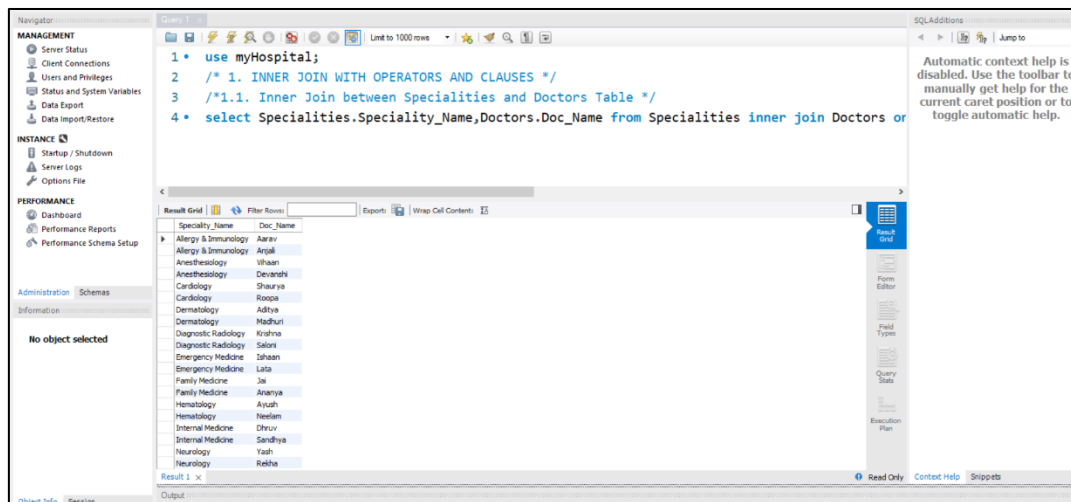 Navigator
MANAGEMENT
Server Status
Client Connections
Users and Privileges
Status and System Variables
Data Export
Data Import/Restore
INSTANCE
Startup / Shutdown
Server Logs
Options File
PERFORMANCE
Dashboard
Performance Reports
Performance Schema Setup
Administration Schemas
Information
No object selected
Object Info Session
Query 1
Limit to 1000 rows
1 use myHospital;
2 /* 1. INNER JOIN WITH OPERATORS AND CLAUSES */
3 /*1.1. Inner Join between Specialities and Doctors Table */
4 select Specialities.Speciality_Name,Doctors.Doc_Name from Specialities inner join Doctors on
Result Grid Filter Rows: Export: Wrap Cell Content:
Speciality_Name Doc_Name
Allergy & Immunology Aarav
Allergy & Immunology Anjali
Anesthesiology Vihaan
Anesthesiology Devanshi
Cardiology Shaurya
Cardiology Roopa
Dermatology Aditya
Dermatology Madhuri
Diagnostic Radiology Krishna
Diagnostic Radiology Saloni
Emergency Medicine Ishaan
Emergency Medicine Lata
Family Medicine Jai
Family Medicine Ananya
Hematology Ayush
Hematology Neelam
Internal Medicine Dhruv
Internal Medicine Sandhya
Neurology Yash
Neurology Rekha
Result 1
Read Only
Output
Result
Grid
Form
Editor
Field
Types
Query
Stats
Execution
Plan
SQLAdditions
Jump to
Automatic context help is
disabled. Use the toolbar to
manually get help for the
current caret position or to
toggle automatic help.
Context Help Snippets